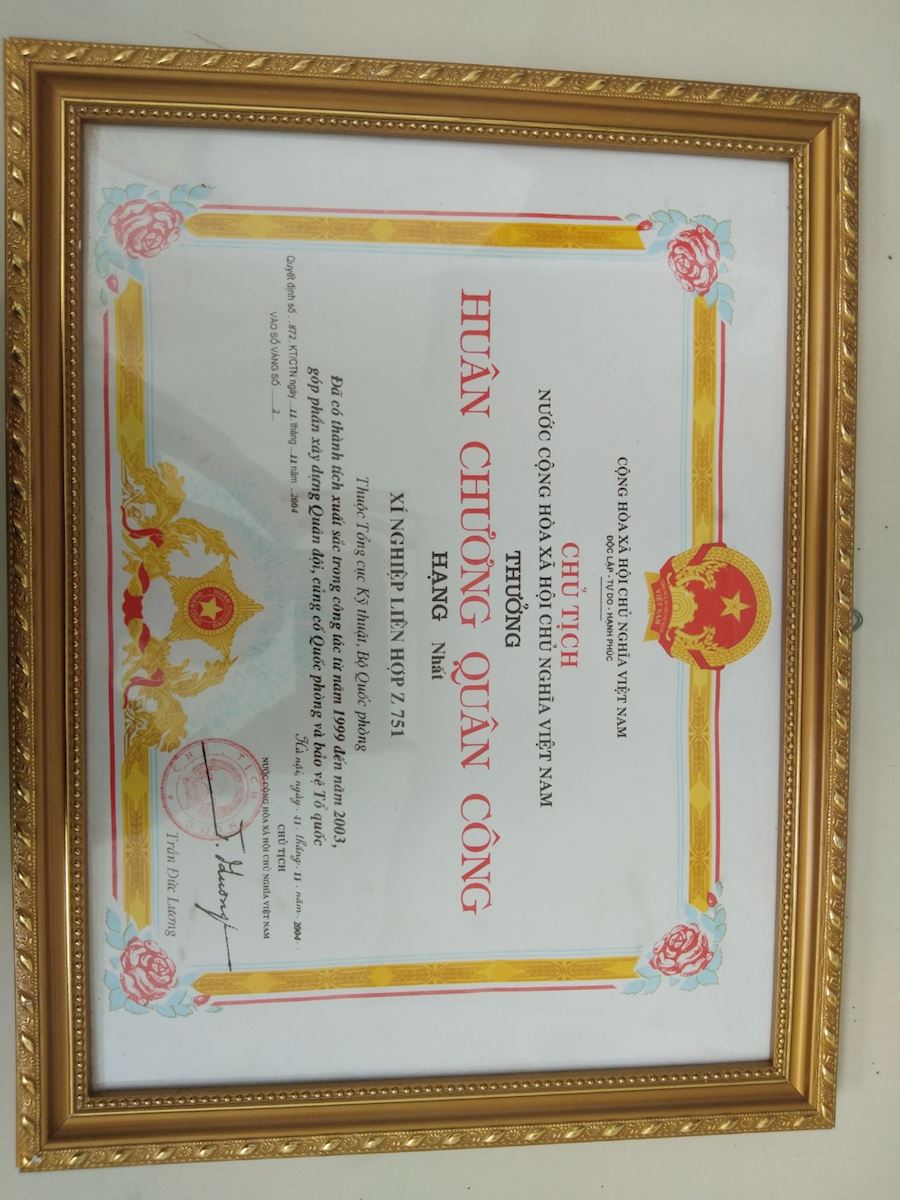 CỘNG HÒA XÃ HỘI CHỦ NGHĨA VIỆT NAM
ĐỘC LẬP - TỰ DO - HẠNH PHÚC
VIỆT NAM
CHỦ TỊCH
NƯỚC CỘNG HÒA XÃ HỘI CHỦ NGHĨA VIỆT NAM
THƯỞNG
HUÂN CHƯƠNG QUÂN CÔNG
HẠNG Nhất
XÍ NGHIỆP LIÊN HỢP Z 751
Thuộc Tổng cục Kỹ thuật, Bộ Quốc phòng
Đã có thành tích xuất sắc trong công tác từ năm 1999 đến năm 2003,
góp phần xây dựng Quân đội, củng cố Quốc phòng và bảo vệ Tổ quốc
Quyết định số ..872. KT/CTN ngày ...11 tháng ...11 năm ...2004
VÀO SỔ VÀNG SỐ ........2...
Hà nội, ngày. 11. tháng. 11. năm. 2004.
CHỦ TỊCH
NƯỚC CỘNG HÒA XÃ HỘI CHỦ NGHĨA VIỆT NAM
Trần Đức Lương